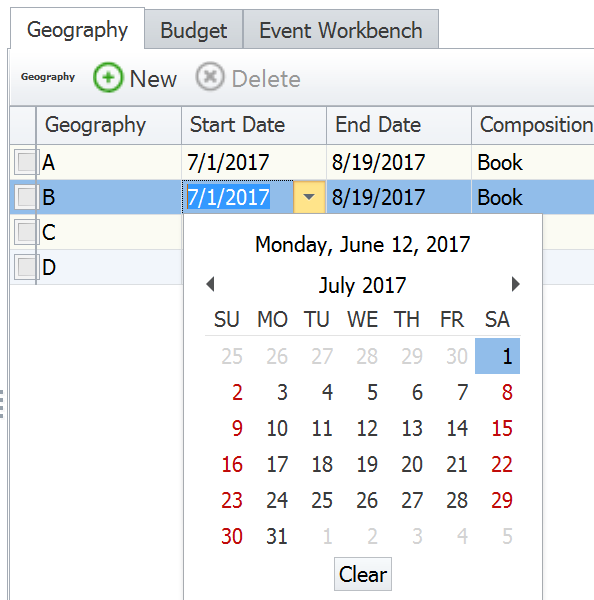 Geography Budget Event Workbench
Geography New Delete
Geography Start Date End Date Composition
A 7/1/2017 8/19/2017 Book
B 7/1/2017 8/19/2017 Book
C
D
Monday, June 12, 2017
July 2017
SU MO TU WE TH FR SA
25 26 27 28 29 30 1
2 3 4 5 6 7 8
9 10 11 12 13 14 15
16 17 18 19 20 21 22
23 24 25 26 27 28 29
30 31 1 2 3 4 5
Clear